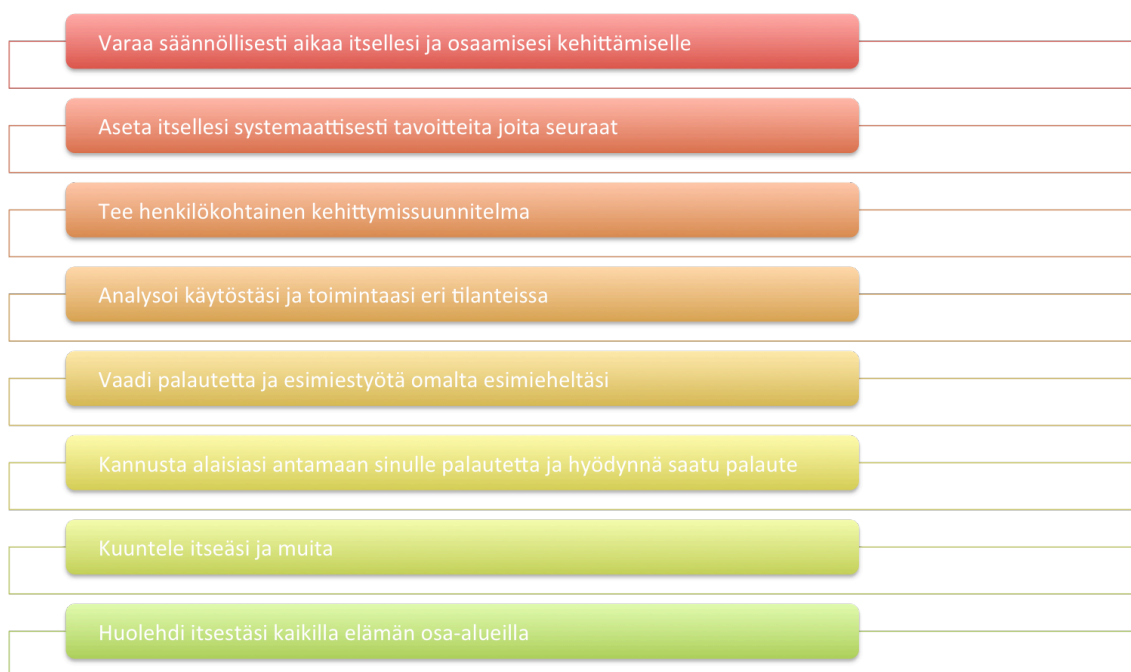 Varaa säännöllisesti aikaa itsellesi ja osaamisesi kehittämiselle
Aseta itsellesi systemaattisesti tavoitteita joita seuraat
Tee henkilökohtainen kehittymissuunnitelma
Analysoi käytöstäsi ja toimintaasi eri tilanteissa
Vaadi palautetta ja esimiestyötä omalta esimieheltäsi
Kannusta alaisiasi antamaan sinulle palautetta ja hyödynnä saatu palaute
Kuuntele itseäsi ja muita
Huolehdi itsestäsi kaikilla elämän osa-alueilla